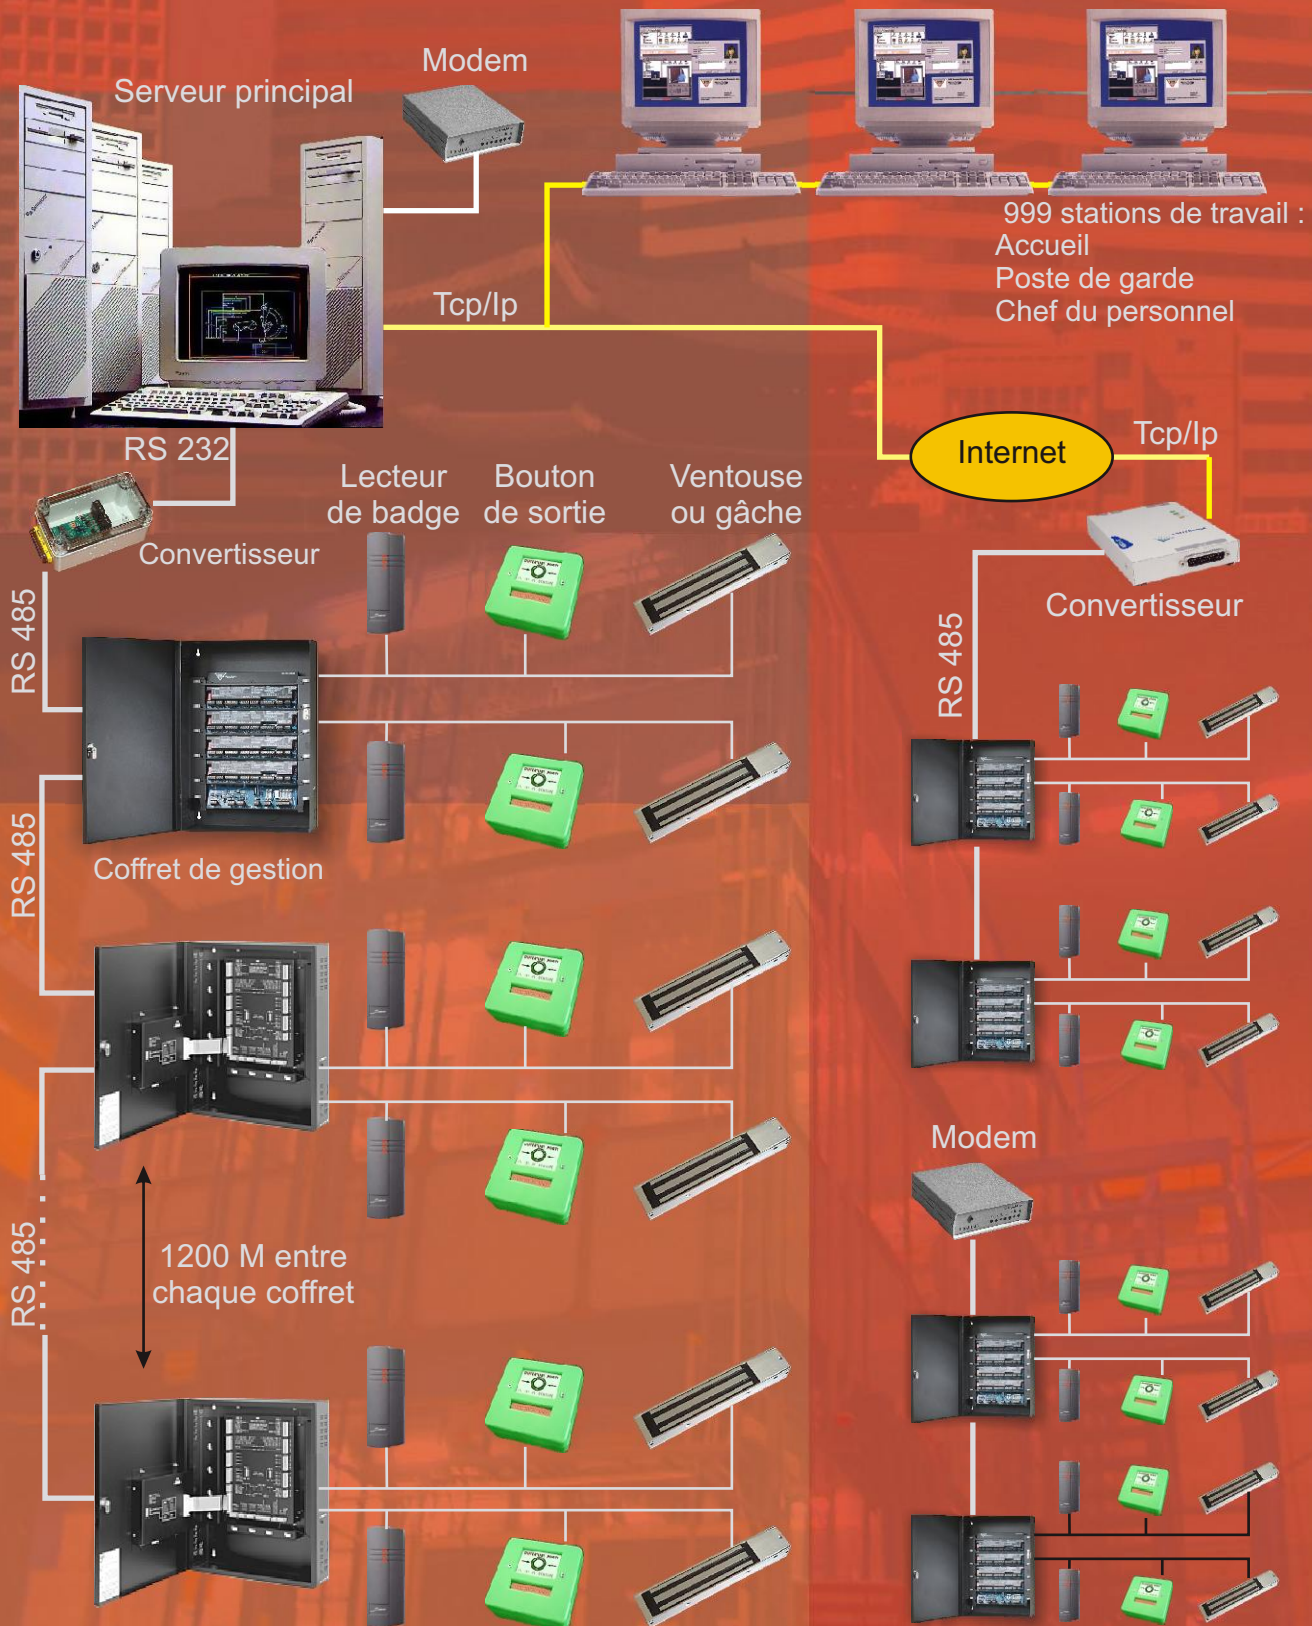 Modem
Serveur principal
999 stations de travail :
Accueil
Poste de garde
Chef du personnel
Tcp/Ip
Internet
Tcp/Ip
RS 232
Lecteur
de badge
Bouton
de sortie
Ventouse
ou gâche
Convertisseur
Convertisseur
RS 485
RS 485
Coffret de gestion
RS 485
Modem
RS 485
1200 M entre
chaque coffret